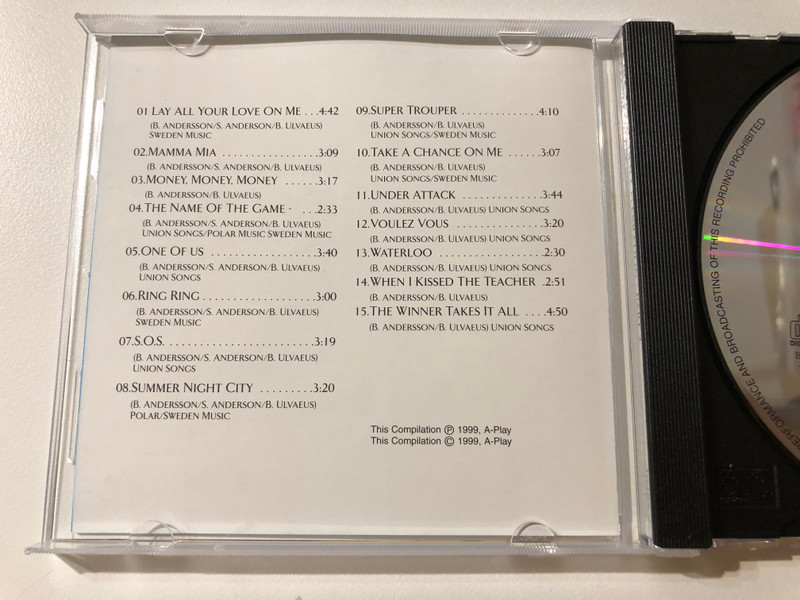 01 LAY ALL YOUR LOVE ON ME . . .4:42
(B. ANDERSSON/S. ANDERSON/B. ULVAEUS)
SWEDEN MUSIC
02.MAMMA MIA . . . . . . . . . . . . . . . .3:09
(B. ANDERSSON/S. ANDERSON/B. ULVAEUS)
03.MONEY, MONEY, MONEY . . . . . .3:17
(B. ANDERSSON/B. ULVAEUS)
04.THE NAME OF THE GAME - . . .2:33
(B. ANDERSSON/S. ANDERSON/B. ULVAEUS)
UNION SONGS/POLAR MUSIC SWEDEN MUSIC
05.ONE OF US . . . . . . . . . . . . . . . . .3:40
(B. ANDERSSON/S. ANDERSON/B. ULVAEUS)
UNION SONGS
06.RING RING . . . . . . . . . . . . . . . . . .3:00
(B. ANDERSSON/S. ANDERSON/B. ULVAEUS)
SWEDEN MUSIC
07.S.O.S. . . . . . . . . . . . . . . . . . . . . . . .3:19
(B. ANDERSSON/S. ANDERSON/B. ULVAEUS)
UNION SONGS
08.SUMMER NIGHT CITY . . . . . . . . .3:20
(B. ANDERSSON/S. ANDERSON/B. ULVAEUS)
POLAR/SWEDEN MUSIC
09.SUPER TROUPER . . . . . . . . . . . . . .4:10
(B. ANDERSSON/B. ULVAEUS)
UNION SONGS/SWEDEN MUSIC
10.TAKE A CHANCE ON ME . . . . . .3:07
(B. ANDERSSON/B. ULVAEUS)
UNION SONGS/SWEDEN MUSIC
11.UNDER ATTACK . . . . . . . . . . . . . .3:44
(B. ANDERSSON/B. ULVAEUS) UNION SONGS
12.VOULEZ VOUS . . . . . . . . . . . . . . .3:20
(B. ANDERSSON/B. ULVAEUS) UNION SONGS
13.WATERLOO . . . . . . . . . . . . . . . . . .2:30
(B. ANDERSSON/B. ULVAEUS) UNION SONGS
14.WHEN I KISSED THE TEACHER .2:51
(B. ANDERSSON/B. ULVAEUS)
15.THE WINNER TAKES IT ALL . . . .4:50
(B. ANDERSSON/B. ULVAEUS) UNION SONGS
This Compilation Ⓟ 1999, A-Play
This Compilation © 1999, A-Play
PERFORMANCE AND BROADCASTING OF THIS RECORDING PROHIBITED